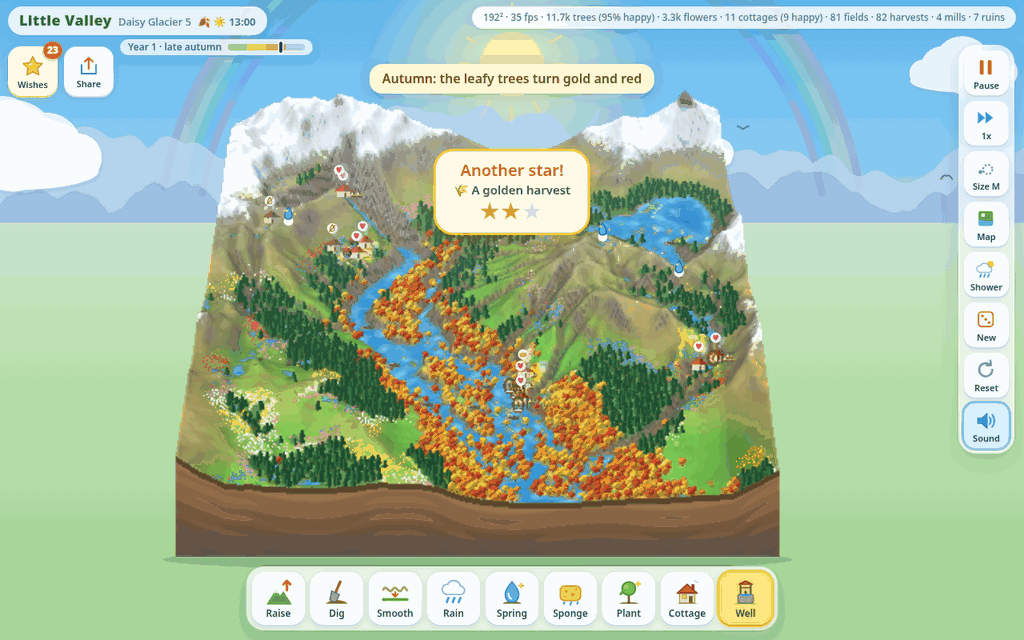 Little Valley Daisy Glacier 5 13:00
192² · 35 fps · 11.7k trees (95% happy) · 3.3k flowers · 11 cottages (9 happy) · 81 fields · 82 harvests · 4 mills · 7 ruins
Year 1 · late autumn
23
Wishes
Share
Autumn: the leafy trees turn gold and red
Another star!
A golden harvest
Pause
1x
Size M
Map
Shower
New
Reset
Sound
Raise
Dig
Smooth
Rain
Spring
Sponge
Plant
Cottage
Well